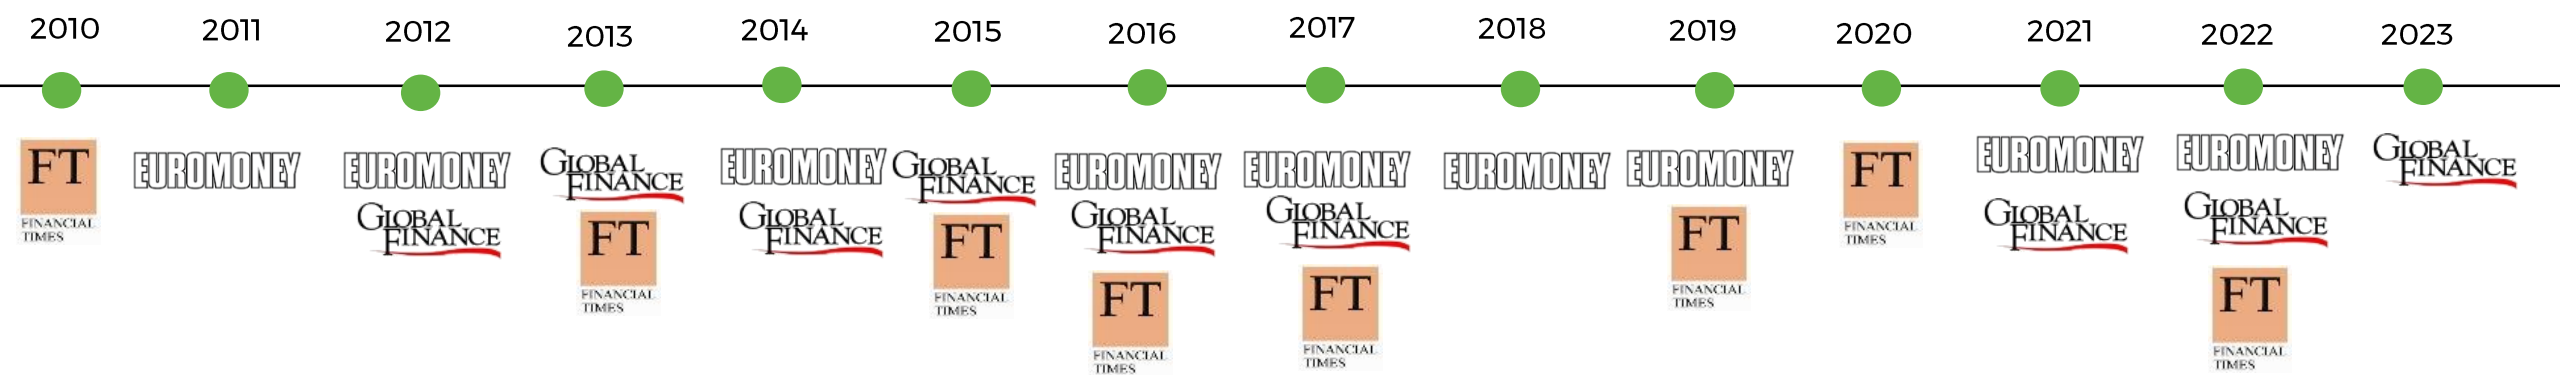 2010
2011
2012
2013
2014
2015
2016
2017
2018
2019
2020
2021
2022
2023
FT
FINANCIAL
TIMES
EUROMONEY
EUROMONEY
GLOBAL
FINANCE
GLOBAL
FINANCE
FT
FINANCIAL
TIMES
EUROMONEY
GLOBAL
FINANCE
GLOBAL
FINANCE
FT
FINANCIAL
TIMES
EUROMONEY
GLOBAL
FINANCE
FT
FINANCIAL
TIMES
EUROMONEY
GLOBAL
FINANCE
FT
FINANCIAL
TIMES
EUROMONEY
EUROMONEY
FT
FINANCIAL
TIMES
FT
FINANCIAL
TIMES
EUROMONEY
GLOBAL
FINANCE
EUROMONEY
GLOBAL
FINANCE
FT
FINANCIAL
TIMES
GLOBAL
FINANCE